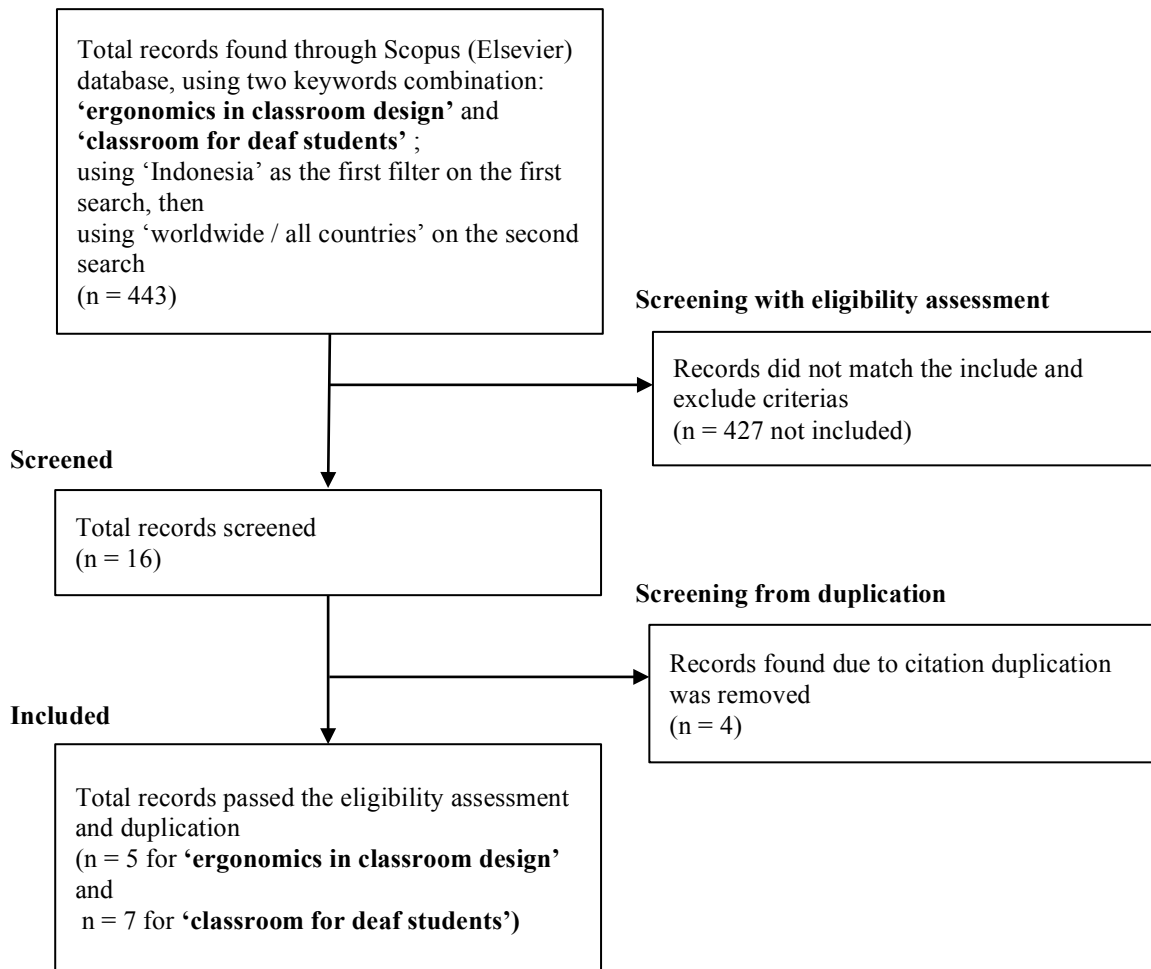 Total records found through Scopus (Elsevier)
database, using two keywords combination:
‘ergonomics in classroom design’ and
‘classroom for deaf students’ ;
using ‘Indonesia’ as the first filter on the first
search, then
using ‘worldwide / all countries’ on the second
search
(n = 443)
Screening with eligibility assessment
Records did not match the include and
exclude criterias
(n = 427 not included)
Screened
Total records screened
(n = 16)
Screening from duplication
Records found due to citation duplication
was removed
(n = 4)
Included
Total records passed the eligibility assessment
and duplication
(n = 5 for ‘ergonomics in classroom design’
and
n = 7 for ‘classroom for deaf students’)